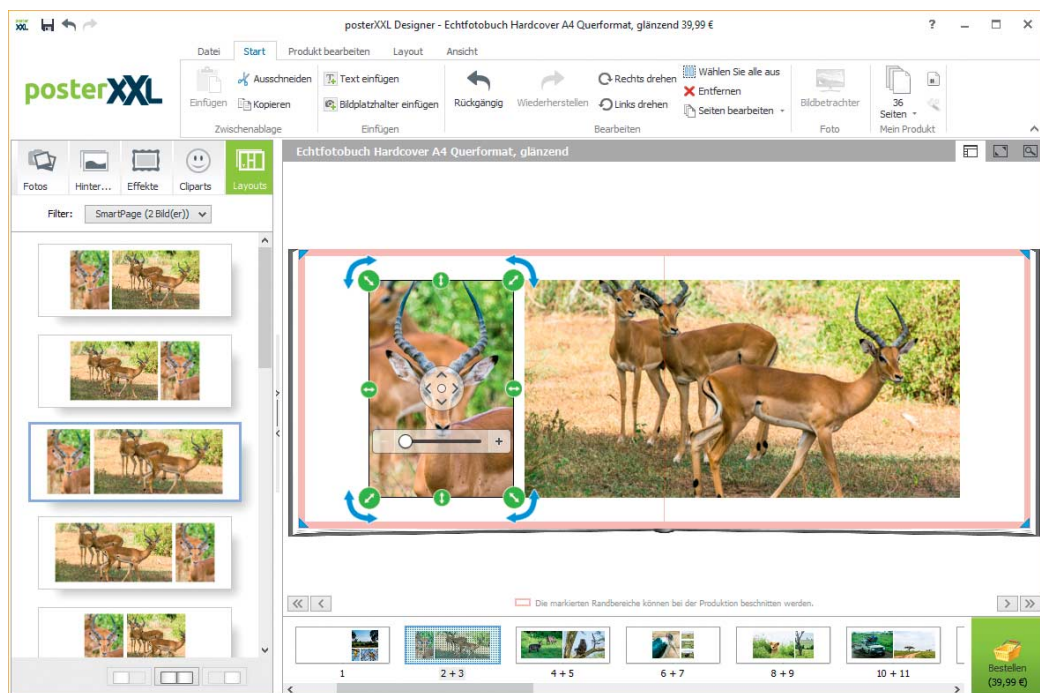 poster XXL
posterXXL Designer - Echtfotobuch Hardcover A4 Querformat, glänzend 39,99 €
?
Datei Start Produkt bearbeiten Layout Ansicht
posterXXL
Einfügen
Ausschneiden
Kopieren
Zwischenablage
Text einfügen
Bildplatzhalter einfügen
Einfügen
Rückgängig
Wiederherstellen
Rechts drehen
Links drehen
Wählen Sie alle aus
Entfernen
Seiten bearbeiten
Bearbeiten
Bildbetrachter
Foto
36
Seiten
Mein Produkt
Fotos Hinter... Effekte Cliparts Layouts
Filter: SmartPage (2 Bild(er))
Echtfotobuch Hardcover A4 Querformat, glänzend
Die markierten Randbereiche können bei der Produktion beschnitten werden.
1 2 + 3 4 + 5 6 + 7 8 + 9 10 + 11
Bestellen
(39,99 €)